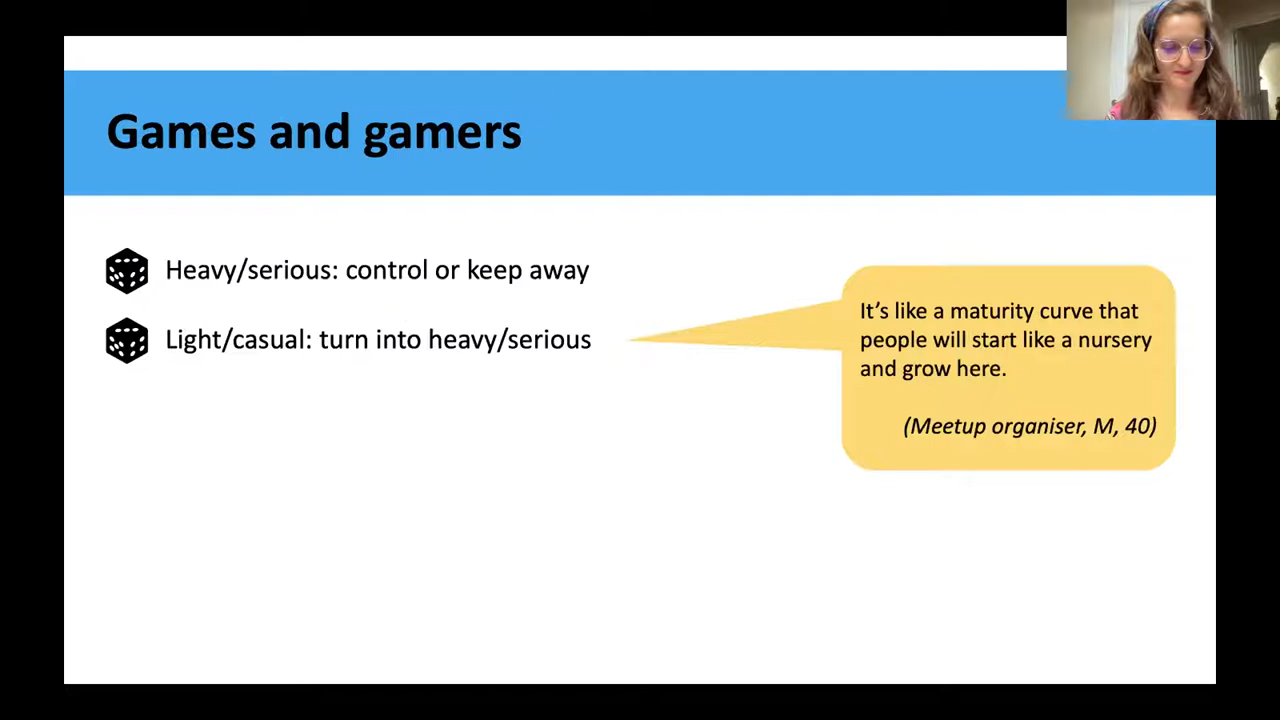 Games and gamers
Heavy/serious: control or keep away
Light/casual: turn into heavy/serious
It's like a maturity curve that
people will start like a nursery
and grow here.
(Meetup organiser, M, 40)